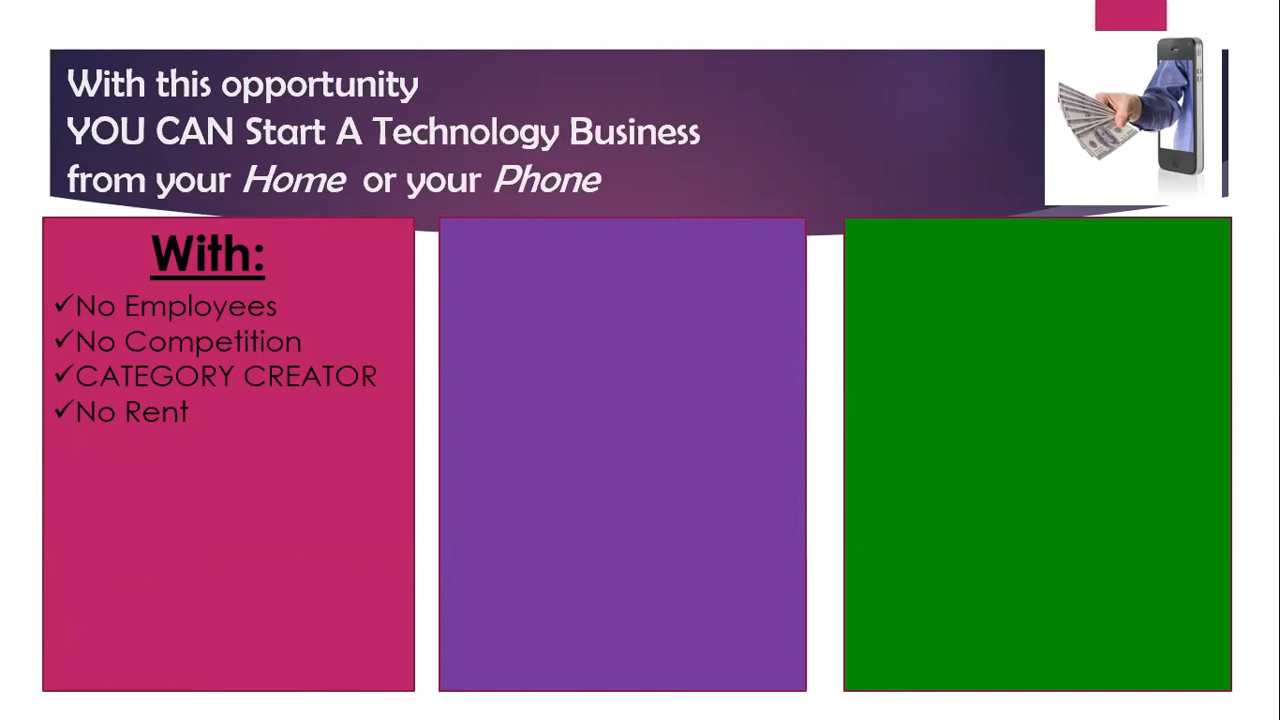 With this opportunity
YOU CAN Start A Technology Business
from your Home or your Phone
With:
✓No Employees
✓No Competition
✓CATEGORY CREATOR
✓No Rent